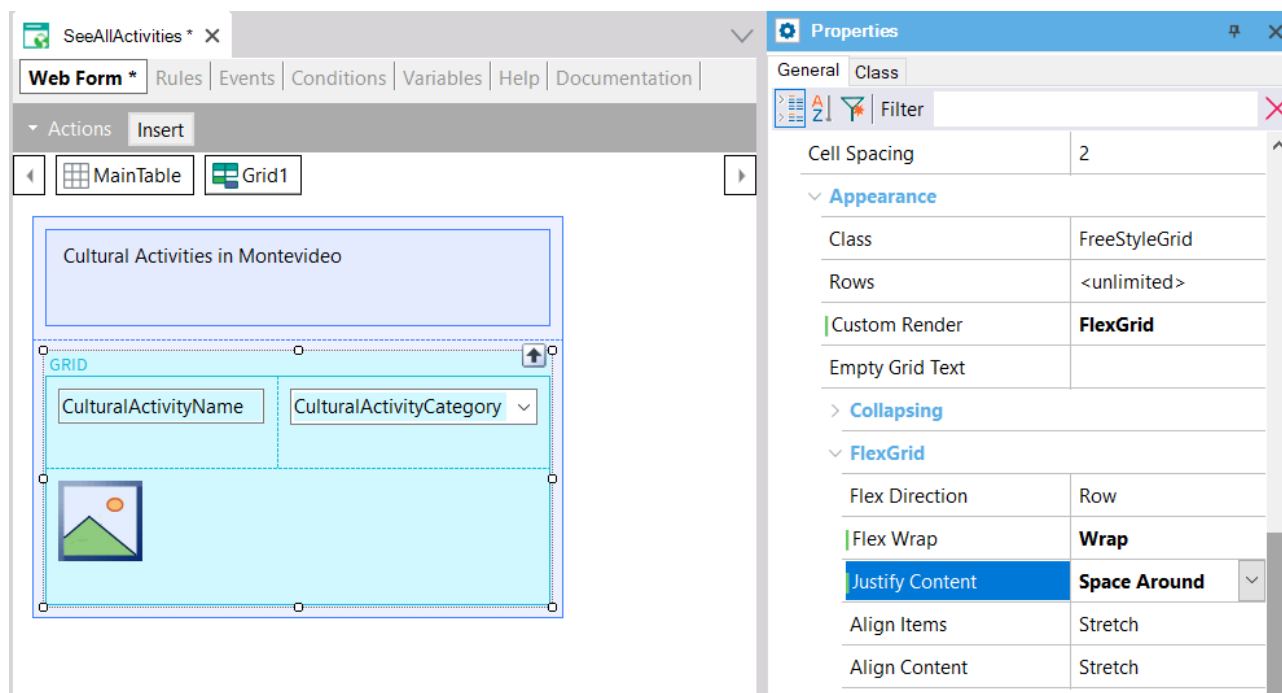 SeeAllActivities *
Web Form * Rules Events Conditions Variables Help Documentation
Actions Insert
MainTable Grid1
Cultural Activities in Montevideo
GRID
CulturalActivityName CulturalActivityCategory
Properties
General Class
A Z Filter
Cell Spacing 2
Appearance
Class FreeStyleGrid
Rows <unlimited>
Custom Render FlexGrid
Empty Grid Text
Collapsing
FlexGrid
Flex Direction Row
Flex Wrap Wrap
Justify Content Space Around
Align Items Stretch
Align Content Stretch